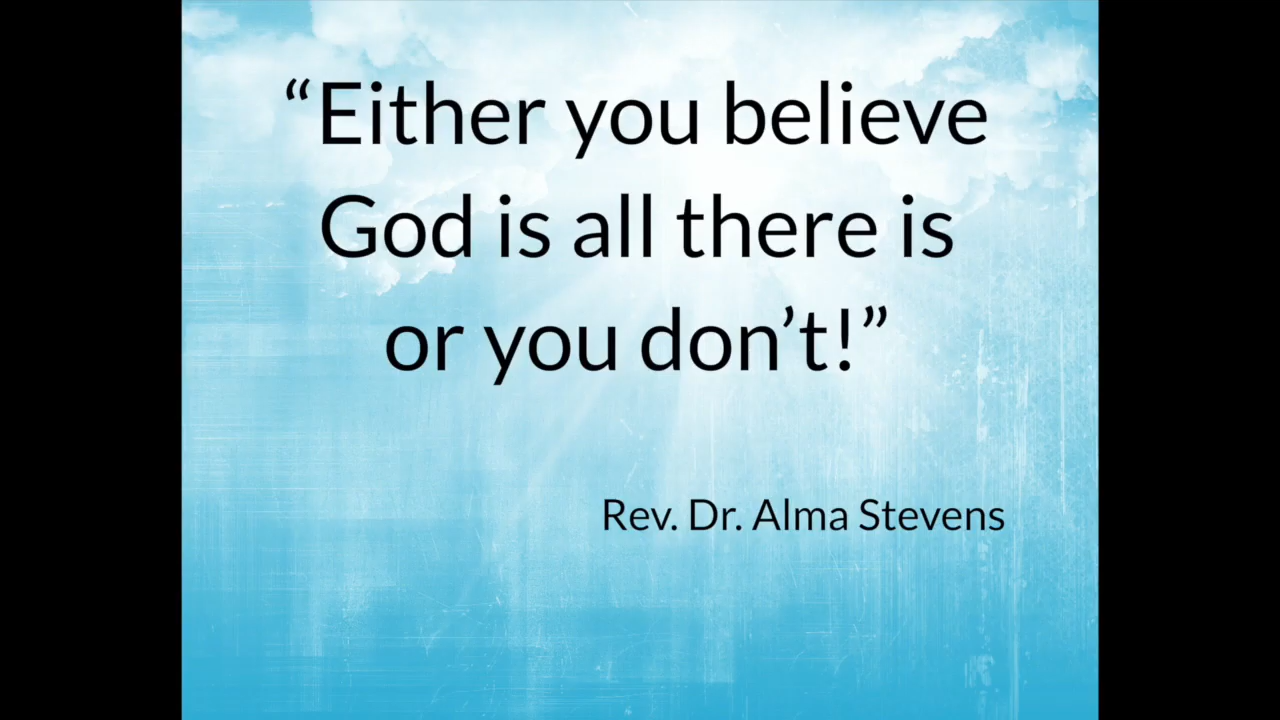 “Either you believe
God is all there is
or you don’t!”
Rev. Dr. Alma Stevens